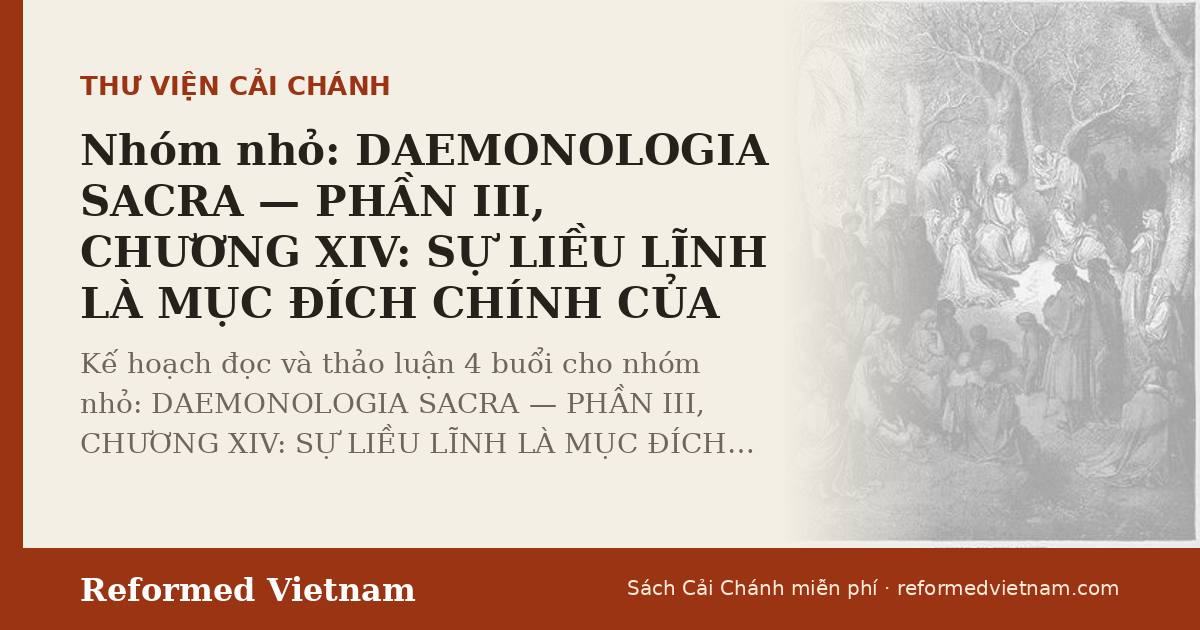 THƯ VIỆN CẢI CHÁNH
Nhóm nhỏ: DAEMONOLOGIA
SACRA — PHẦN III,
CHƯƠNG XIV: SỰ LIỀU LĨNH
LÀ MỤC ĐÍCH CHÍNH CỦA
Kế hoạch đọc và thảo luận 4 buổi cho nhóm
nhỏ: DAEMONOLOGIA SACRA — PHẦN III,
CHƯƠNG XIV: SỰ LIỀU LĨNH LÀ MỤC ĐÍCH...
Reformed Vietnam
Sách Cải Chánh miễn phí · reformedvietnam.com